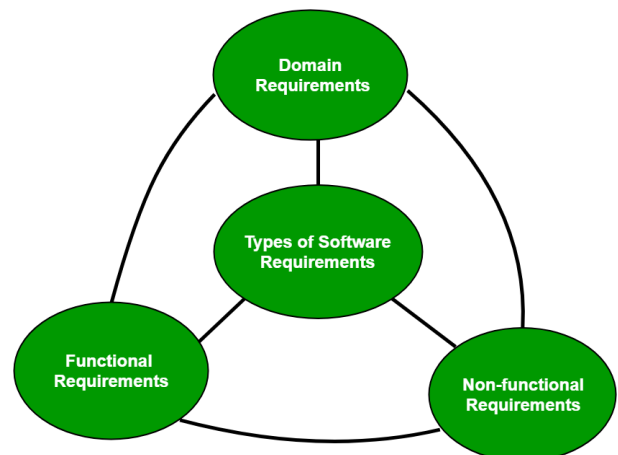 Domain
Requirements
Types of Software
Requirements
Functional
Requirements
Non-functional
Requirements